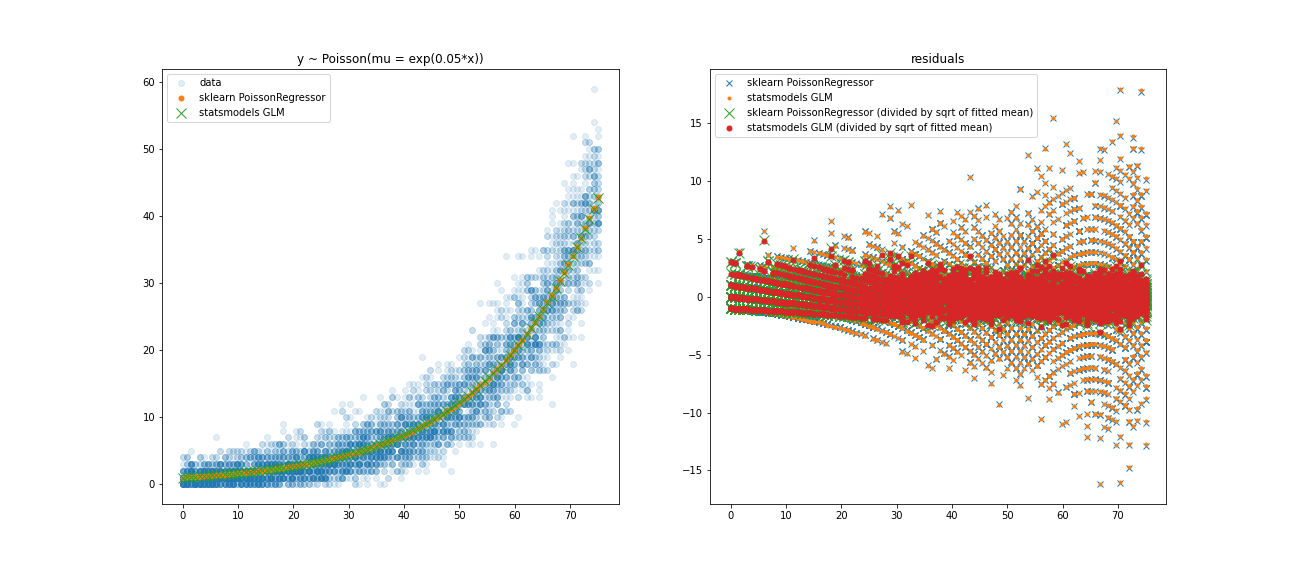 y ~ Poisson(mu = exp(0.05*x))
data
sklearn PoissonRegressor
statsmodels GLM
60
50
40
30
20
10
0
0 10 20 30 40 50 60 70
residuals
sklearn PoissonRegressor
statsmodels GLM
sklearn PoissonRegressor (divided by sqrt of fitted mean)
statsmodels GLM (divided by sqrt of fitted mean)
15
10
5
0
−5
−10
−15
0 10 20 30 40 50 60 70